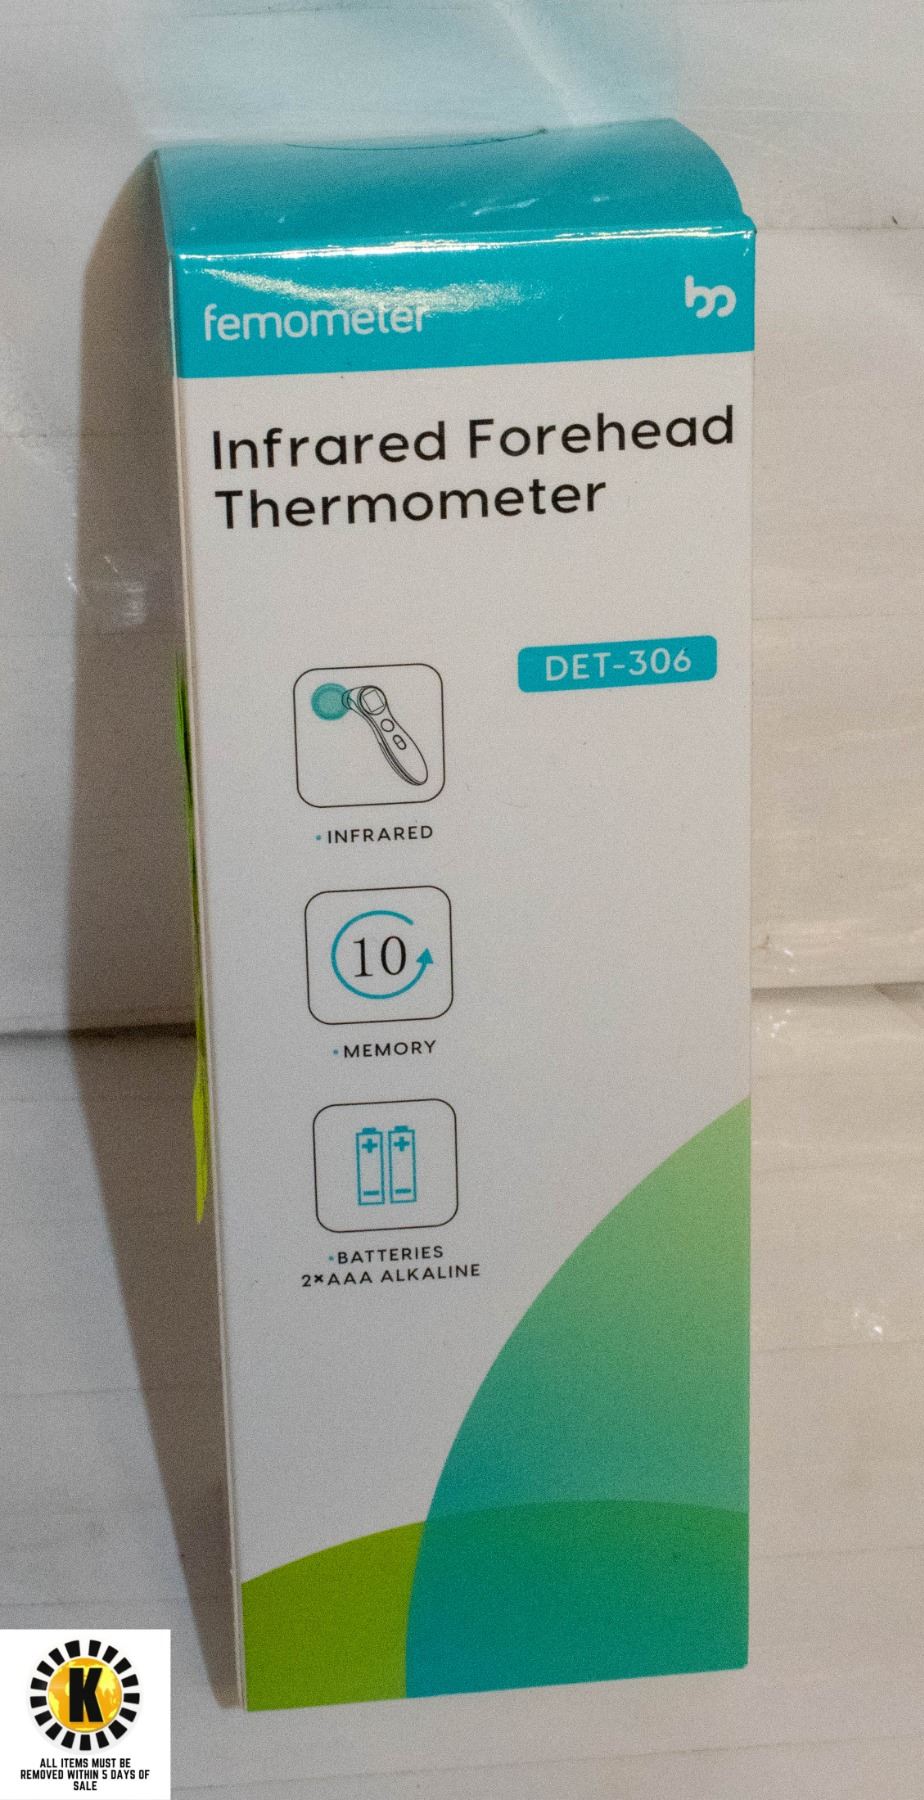 femometer
Infrared Forehead
Thermometer
DET-306
•INFRARED
10
•MEMORY
•BATTERIES
2×AAA ALKALINE
K
ALL ITEMS MUST BE
REMOVED WITHIN 5 DAYS OF
SALE